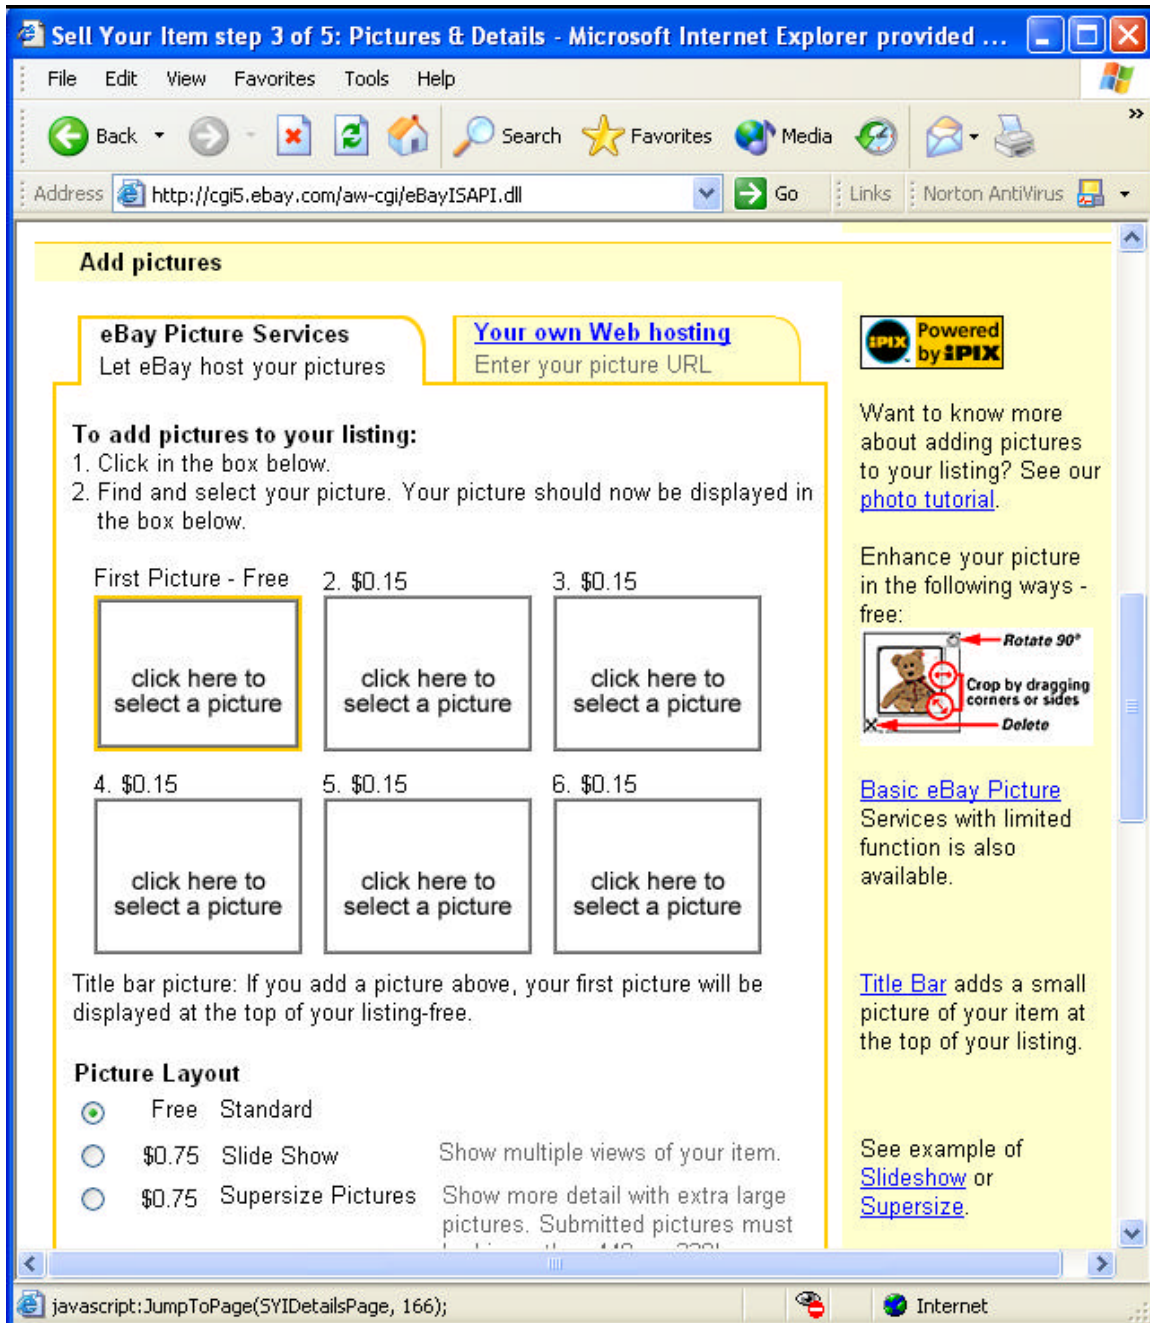 Sell Your Item step 3 of 5: Pictures & Details - Microsoft Internet Explorer provided ...
File Edit View Favorites Tools Help
Back Search Favorites Media »
Address http://cgi5.ebay.com/aw-cgi/eBayISAPI.dll Go Links Norton AntiVirus
Add pictures
eBay Picture Services
Let eBay host your pictures
Your own Web hosting
Enter your picture URL
To add pictures to your listing:
1. Click in the box below.
2. Find and select your picture. Your picture should now be displayed in
the box below.
First Picture - Free 2. $0.15 3. $0.15
click here to click here to click here to
select a picture select a picture select a picture
4. $0.15 5. $0.15 6. $0.15
click here to click here to click here to
select a picture select a picture select a picture
Title bar picture: If you add a picture above, your first picture will be
displayed at the top of your listing-free.
Picture Layout
Free Standard
$0.75 Slide Show Show multiple views of your item.
$0.75 Supersize Pictures Show more detail with extra large
pictures. Submitted pictures must
iPIX Powered
by iPIX
Want to know more
about adding pictures
to your listing? See our
photo tutorial.
Enhance your picture
in the following ways -
free:
Rotate 90°
Crop by dragging
corners or sides
Delete
Basic eBay Picture
Services with limited
function is also
available.
Title Bar adds a small
picture of your item at
the top of your listing.
See example of
Slideshow or
Supersize.
javascript:JumpToPage(SYIDetailsPage, 166); Internet